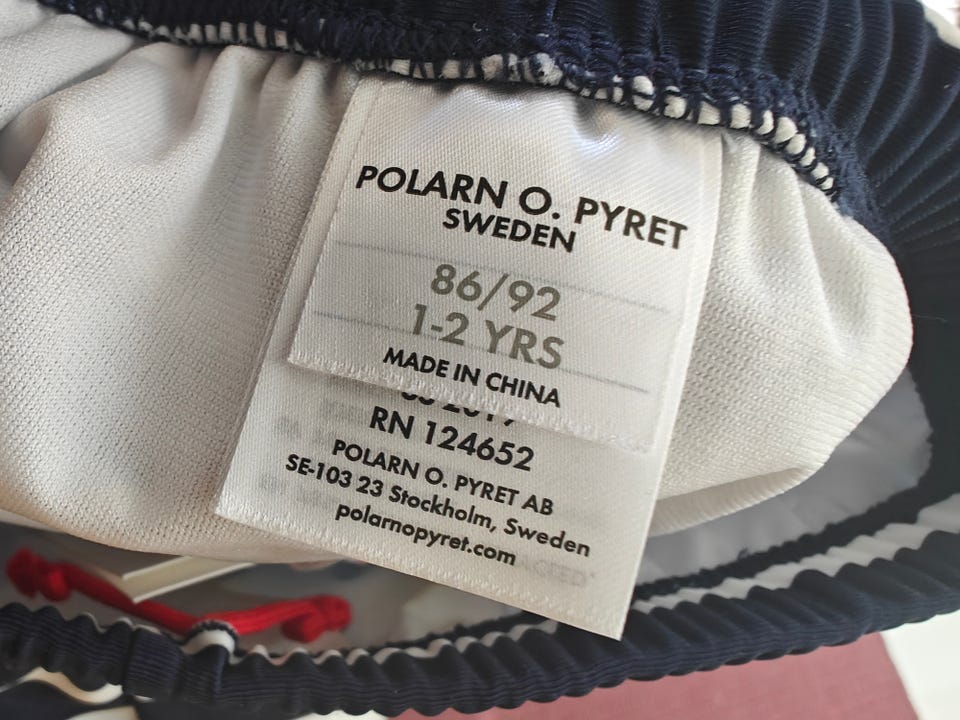 POLARN O. PYRET
SWEDEN
86/92
1-2 YRS
MADE IN CHINA
RN 124652
POLARN O. PYRET AB
SE-103 23 Stockholm, Sweden
polarnopyret.com